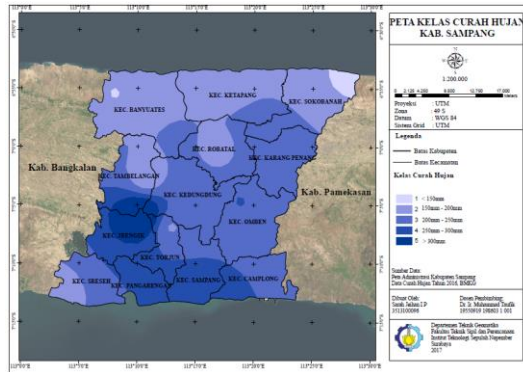 PETA KELAS CURAH HUJAN
KAB. SAMPANG
1:200.000
Proyeksi : UTM
Zona : 49 S
Datum : WGS 84
Sistem Grid : UTM
Legenda
Batas Kabupaten
Batas Kecamatan
Kelas Curah Hujan
1 < 150mm
2 150mm - 200mm
3 200mm - 250mm
4 250mm - 300mm
5 > 300mm
Sumber Data:
Peta Administrasi Kabupaten Sampang
Data Curah Hujan Tahun 2016, BMKG
Dibuat Oleh:
3513100066
Dosen Pembimbing:
Departemen Teknik Geomatika
Fakultas Teknik Sipil dan Perencanaan
Institut Teknologi Sepuluh Nopember
Surabaya
2017
KEC. BANYUATES
KEC. KETAPANG
KEC. SOKOBANAH
KEC. ROBATAL
KEC. KARANG PENANG
Kab. Bangkalan
KEC. TAMBELANGAN
KEC. KEDUNGDUNG
Kab. Pamekasan
KEC. OMBEN
KEC. JRENGIK
KEC. TORJUN
KEC. SRESEH
KEC. PANGARENGAN
KEC. SAMPANG
KEC. CAMPLONG